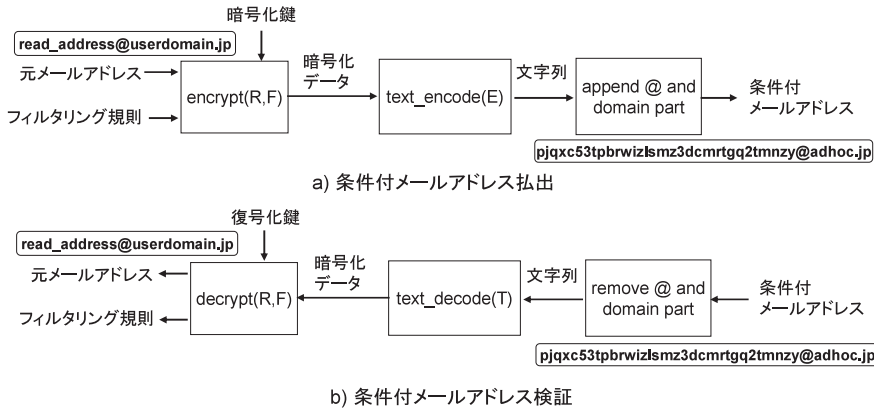 暗号化鍵
read_address@userdomain.jp
元メールアドレス
フィルタリング規則
encrypt(R,F)
暗号化
データ
text_encode(E)
文字列
append @ and
domain part
条件付
メールアドレス
pjqxc53tpbrwizlsmz3dcmrtgq2tmnzy@adhoc.jp
a) 条件付メールアドレス払出
復号化鍵
read_address@userdomain.jp
元メールアドレス
フィルタリング規則
decrypt(R,F)
暗号化
データ
text_decode(T)
文字列
remove @ and
domain part
条件付
メールアドレス
pjqxc53tpbrwizlsmz3dcmrtgq2tmnzy@adhoc.jp
b) 条件付メールアドレス検証